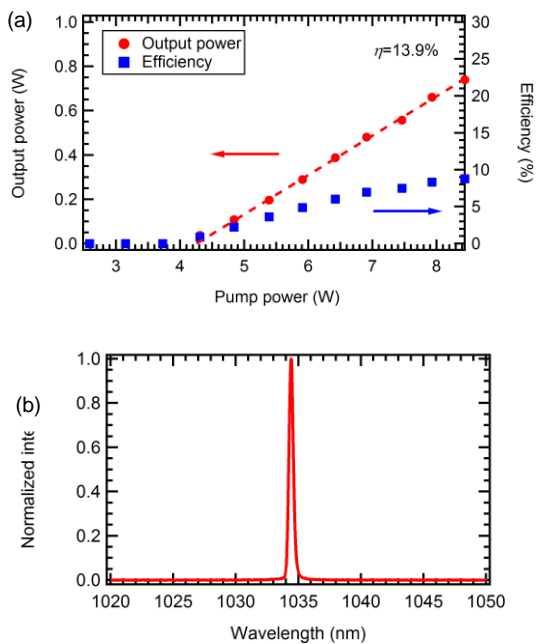 (a)
Output power
Efficiency
η=13.9%
Output power (W)
1.0
0.8
0.6
0.4
0.2
0.0
30
25
20
15
10
5
0
Efficiency (%)
3 4 5 6 7 8
Pump power (W)
(b)
Normalized inte
1.0
0.8
0.6
0.4
0.2
0.0
1020 1025 1030 1035 1040 1045 1050
Wavelength (nm)